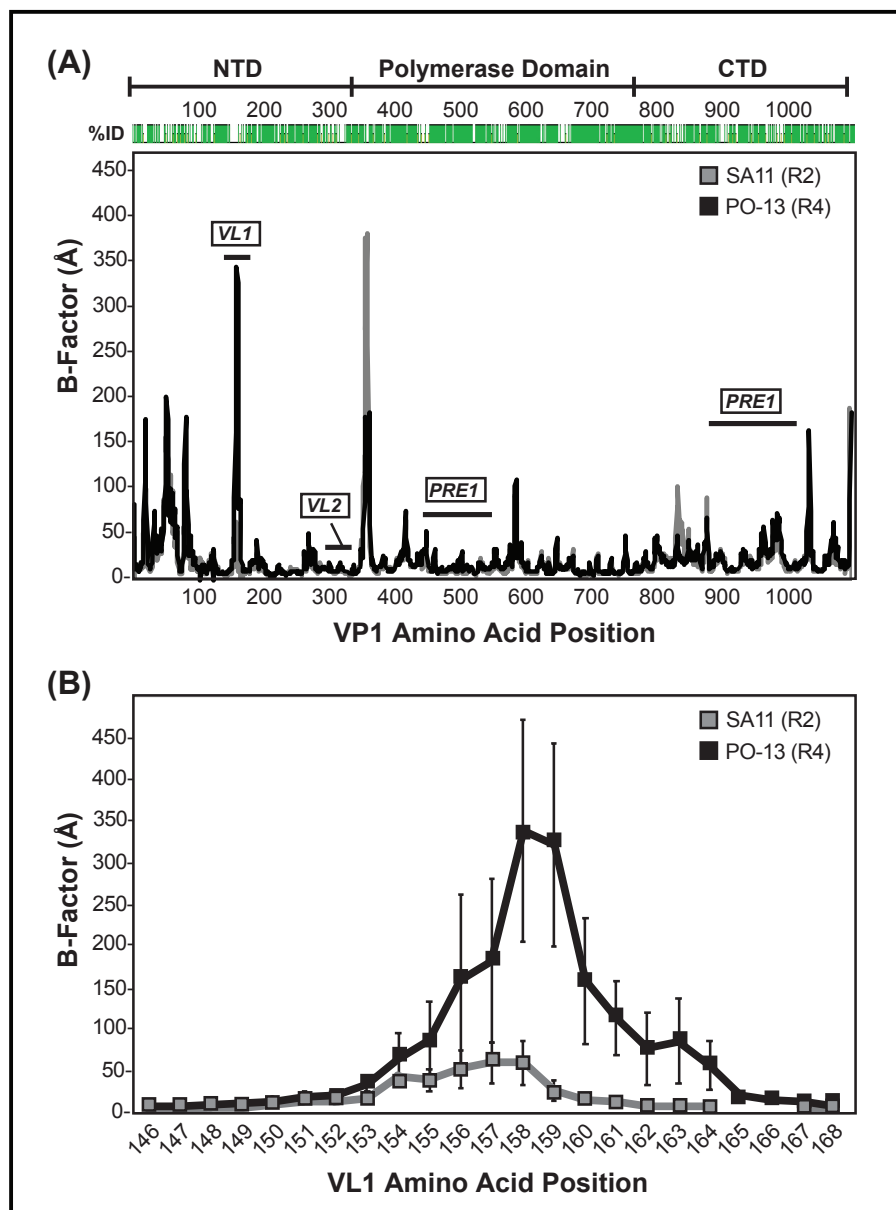 (A)
NTD Polymerase Domain CTD
100 200 300 400 500 600 700 800 900 1000
%ID
450
400
350
300
250
200
150
100
50
0
B-Factor (Å)
SA11 (R2)
PO-13 (R4)
VL1
VL2
PRE1
PRE1
100 200 300 400 500 600 700 800 900 1000
VP1 Amino Acid Position
(B)
450
400
350
300
250
200
150
100
50
0
B-Factor (Å)
SA11 (R2)
PO-13 (R4)
146 147 148 149 150 151 152 153 154 155 156 157 158 159 160 161 162 163 164 165 166 167 168
VL1 Amino Acid Position